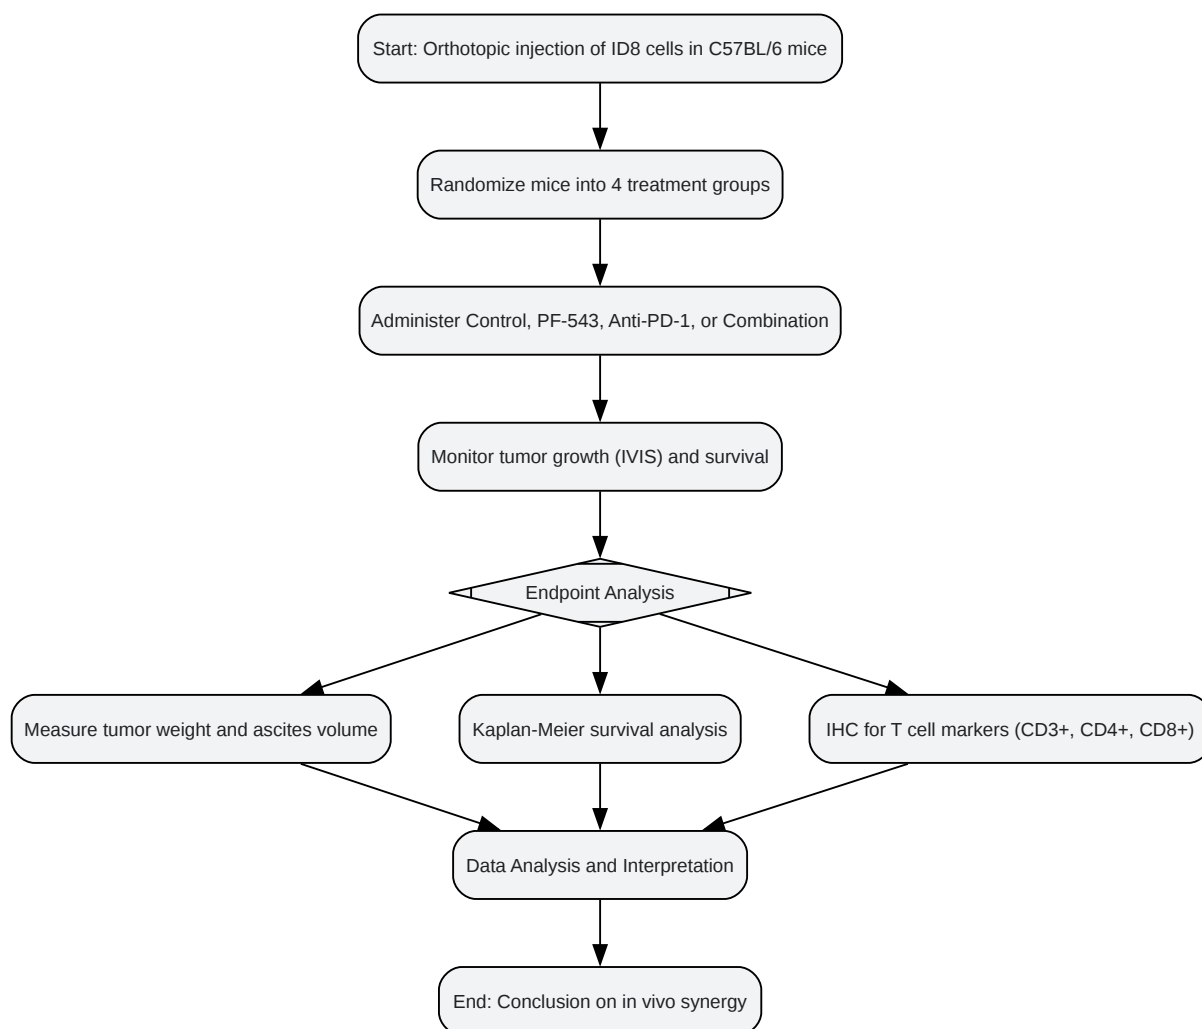 Start: Orthotopic injection of ID8 cells in C57BL/6 mice
Randomize mice into 4 treatment groups
Administer Control, PF-543, Anti-PD-1, or Combination
Monitor tumor growth (IVIS) and survival
Endpoint Analysis
Measure tumor weight and ascites volume
Kaplan-Meier survival analysis
IHC for T cell markers (CD3+, CD4+, CD8+)
Data Analysis and Interpretation
End: Conclusion on in vivo synergy